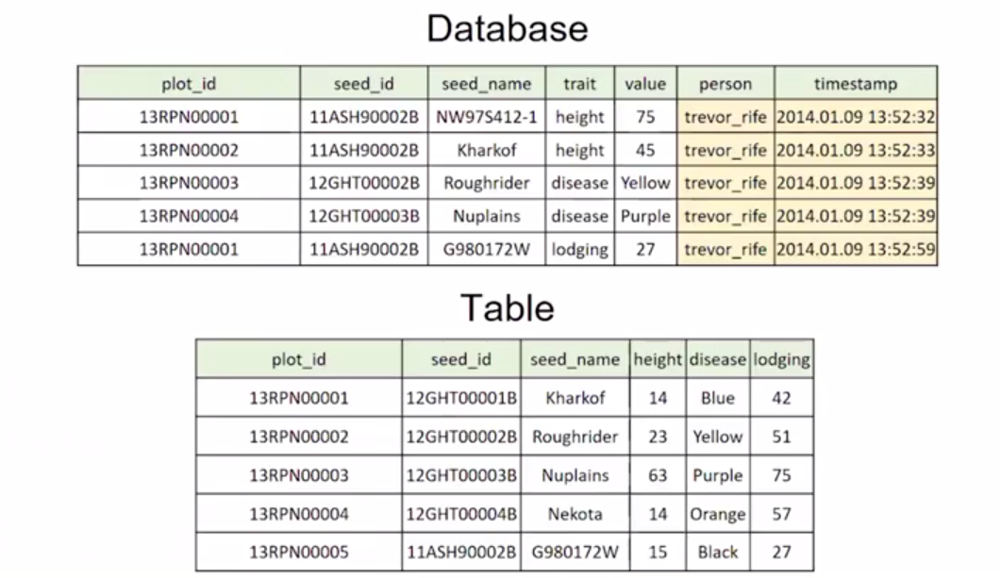 Database
plot_id seed_id seed_name trait value person timestamp
13RPN00001 11ASH90002B NW97S412-1 height 75 trevor_rife 2014.01.09 13:52:32
13RPN00002 11ASH90002B Kharkof height 45 trevor_rife 2014.01.09 13:52:33
13RPN00003 12GHT00002B Roughrider disease Yellow trevor_rife 2014.01.09 13:52:39
13RPN00004 12GHT00003B Nuplains disease Purple trevor_rife 2014.01.09 13:52:39
13RPN00001 11ASH90002B G980172W lodging 27 trevor_rife 2014.01.09 13:52:59
Table
plot_id seed_id seed_name height disease lodging
13RPN00001 12GHT00001B Kharkof 14 Blue 42
13RPN00002 12GHT00002B Roughrider 23 Yellow 51
13RPN00003 12GHT00003B Nuplains 63 Purple 75
13RPN00004 12GHT00004B Nekota 14 Orange 57
13RPN00005 11ASH90002B G980172W 15 Black 27